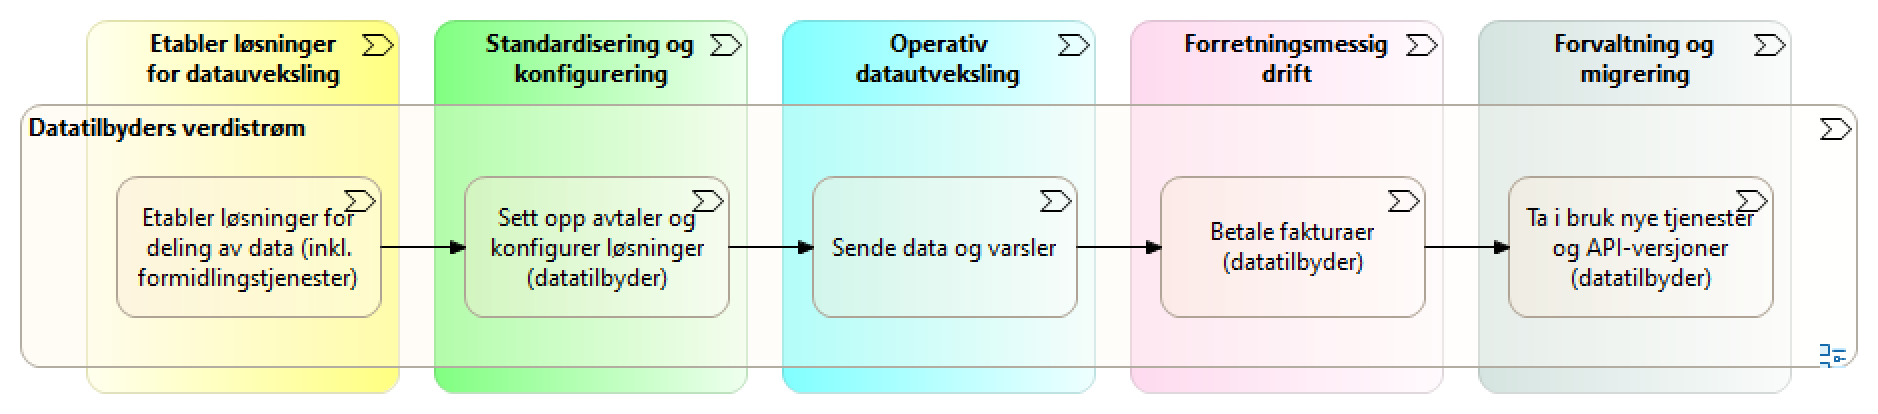 Etabler løsninger
for datauveksling
Standardisering og
konfigurering
Operativ
datautveksling
Forretningsmessig
drift
Forvaltning og
migrering
Datatilbyders verdistrøm
Etabler løsninger for
deling av data (inkl.
formidlingstjenester)
Sett opp avtaler og
konfigurer løsninger
(datatilbyder)
Sende data og varsler
Betale fakturaer
(datatilbyder)
Ta i bruk nye tjenester
og API-versjoner
(datatilbyder)